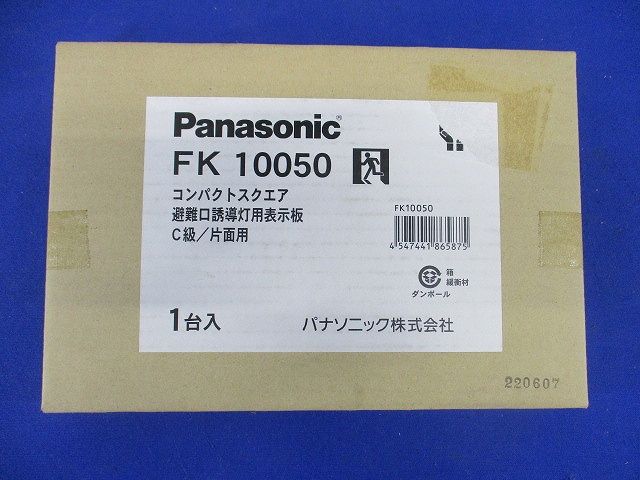 Panasonic®
FK 10050
コンパクトスクエア
避難口誘導灯用表示板
C級／片面用
FK10050
4 547441 865875
箱
緩衝材
ダンボール
1台入
パナソニック株式会社
220607